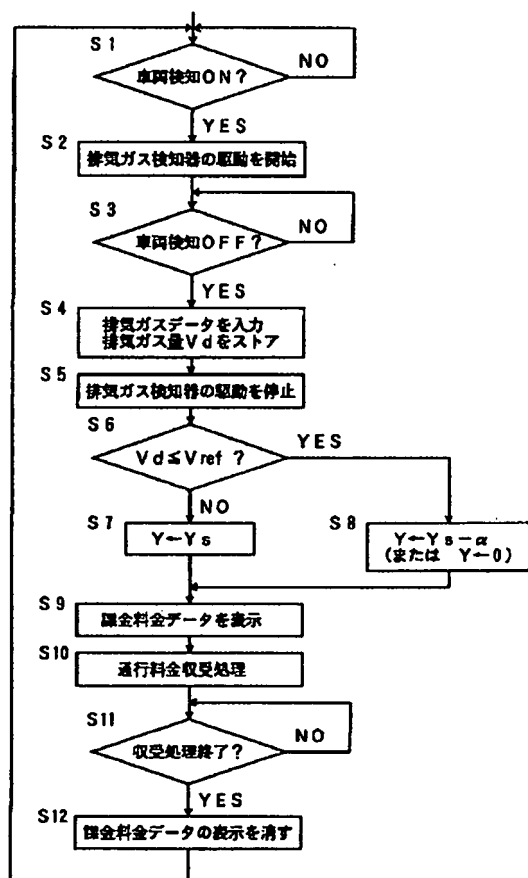 S1
車両検知ON?
NO
YES
S2
排気ガス検知器の駆動を開始
S3
車両検知OFF?
NO
YES
S4
排気ガスデータを入力
排気ガス量Vdをストア
S5
排気ガス検知器の駆動を停止
S6
Vd≦Vref?
YES
NO
S7
Y←Ys
S8
Y←Ys-α
(または Y←0)
S9
課金料金データを表示
S10
通行料金収受処理
S11
収受処理終了?
NO
YES
S12
課金料金データの表示を消す